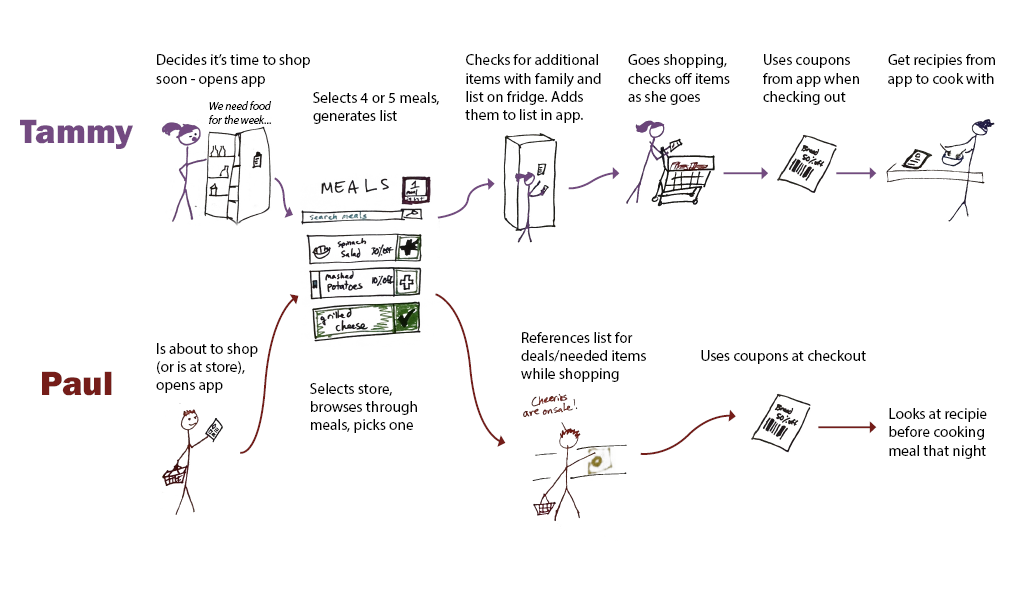 Tammy
Decides it's time to shop
soon - opens app
We need food
for the week...
Selects 4 or 5 meals,
generates list
Checks for additional
items with family and
list on fridge. Adds
them to list in app.
Goes shopping,
checks off items
as she goes
Uses coupons
from app when
checking out
Get recipies from
app to cook with
MEALS
1
search meals
spinach
salad 30% off
mashed
potatoes 10% off
grilled
cheese
Bread
50% off
Paul
Is about to shop
(or is at store),
opens app
Selects store,
browses through
meals, picks one
References list for
deals/needed items
while shopping
Cheerios
are on sale!
Uses coupons at checkout
Bread
50% off
Looks at recipie
before cooking
meal that night